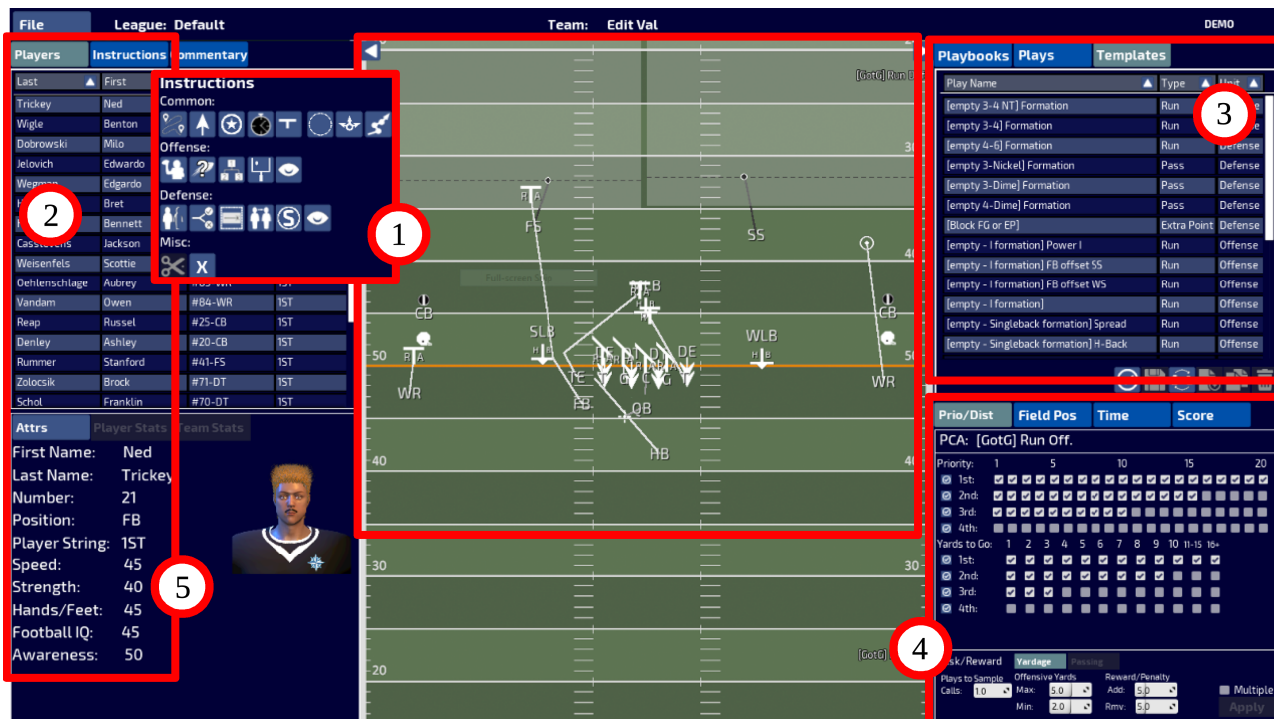 File League: Default Team: Edit Val DEMO
Players Instructions Commentary
Last First
Trickey Ned
Wigle Benton
Dobrowski Milo
Jelovich Edwardo
Wegman Edgardo
Bret
Bennett
Casstevens Jackson
Weisenfels Scottie
Oehlenschlage Aubrey #83-WR 1ST
Vandam Owen #84-WR 1ST
Reap Russel #25-CB 1ST
Denley Ashley #20-CB 1ST
Rummer Stanford #41-FS 1ST
Zolocsik Brock #71-DT 1ST
Schol Franklin #70-DT 1ST
2
Instructions
Common:
Offense:
Defense:
Misc:
X
1
Attrs Player Stats Team Stats
First Name: Ned
Last Name: Trickey
Number: 21
Position: FB
Player String: 1ST
Speed: 45
Strength: 40
Hands/Feet: 45
Football IQ: 45
Awareness: 50
5
[GotG] Run
30
R A
FS
SS
40
Full-screen
CB
CB
SLB
WLB
H B
H B
DE
50
R A
TE
G
C
G
T
WR
WR
FB
QB
HB
40 40
30 30
[GotG]
20
Playbooks Plays Templates
Play Name Type Unit
[empty 3-4 NT] Formation Run
[empty 3-4] Formation Run
[empty 4-6] Formation Run Defense
[empty 3-Nickel] Formation Pass Defense
[empty 3-Dime] Formation Pass Defense
[empty 4-Dime] Formation Pass Defense
[Block FG or EP] Extra Point Defense
[empty - I formation] Power I Run Offense
[empty - I formation] FB offset SS Run Offense
[empty - I formation] FB offset WS Run Offense
[empty - I formation] Run Offense
[empty - Singleback formation] Spread Run Offense
[empty - Singleback formation] H-Back Run Offense
3
Prio/Dist Field Pos Time Score
PCA: [GotG] Run Off.
Priority: 1 5 10 15 20
1st:
2nd:
3rd:
4th:
Yards to Go: 1 2 3 4 5 6 7 8 9 10 11-15 16+
1st:
2nd:
3rd:
4th:
4
sk/Reward Yardage Passing
Plays to Sample Offensive Yards Reward/Penalty
Calls: 1.0 Max: 5.0 Add: 5.0 Multiple
Min: 2.0 Rmv: 5.0 Apply